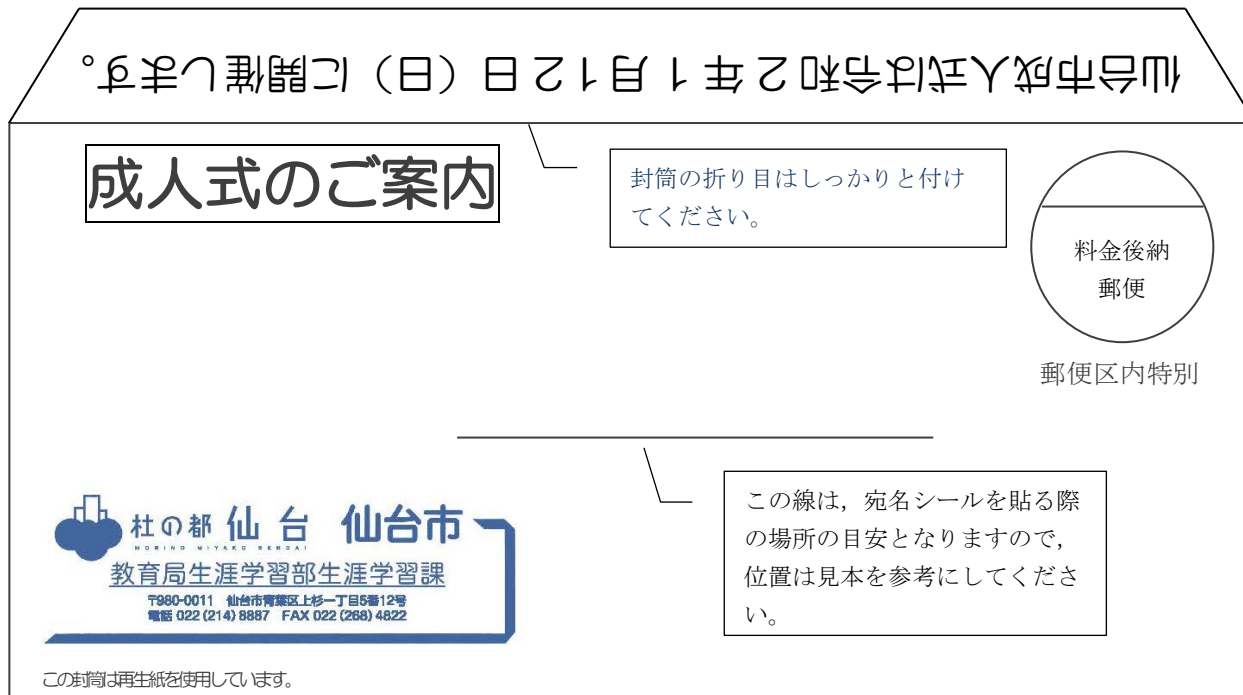 仙台市成人式は令和２年１月１２日（日）に開催します。
成人式のご案内
封筒の折り目はしっかりと付け
てください。
料金後納
郵便
郵便区内特別
この線は，宛名シールを貼る際
の場所の目安となりますので，
位置は見本を参考にしてくださ
い。
杜の都 仙台 仙台市
MORINO MIYAKO SENDAI
教育局生涯学習部生涯学習課
〒980-0011 仙台市青葉区上杉一丁目5番12号
電話 022 (214) 8887 FAX 022 (268) 4822
この封筒は再生紙を使用しています。